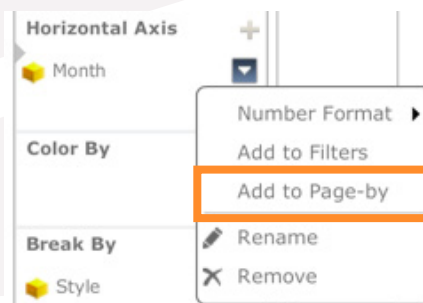 Horizontal Axis
Month
Number Format
Color By
Add to Filters
Add to Page-by
Break By
Rename
Style
Remove